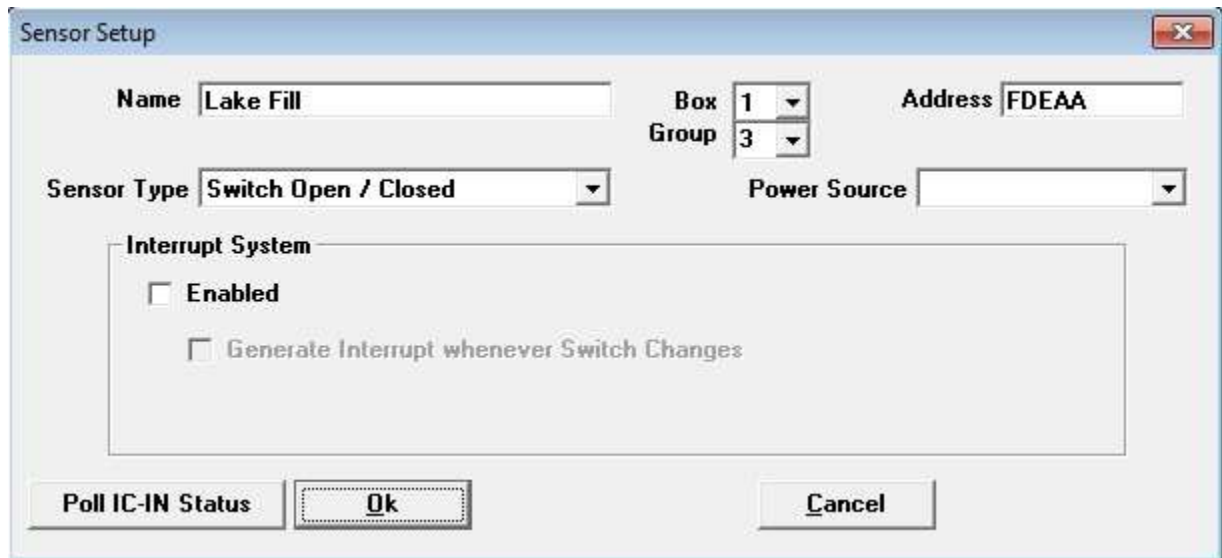 Sensor Setup
Name Lake Fill Box 1 Address FDEAA
Group 3
Sensor Type Switch Open / Closed Power Source
Interrupt System
Enabled
Generate Interrupt whenever Switch Changes
Poll IC-IN Status Ok Cancel